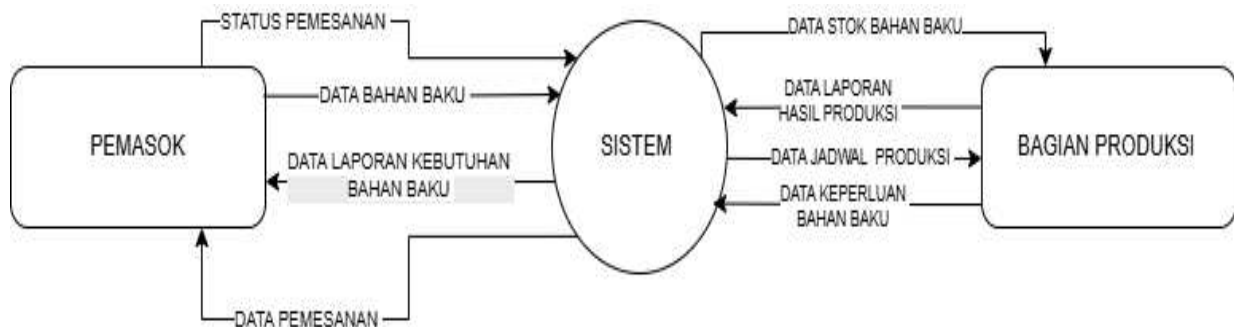 STATUS PEMESANAN
DATA STOK BAHAN BAKU
DATA BAHAN BAKU
DATA LAPORAN
HASIL PRODUKSI
PEMASOK
SISTEM
BAGIAN PRODUKSI
DATA LAPORAN KEBUTUHAN
BAHAN BAKU
DATA JADWAL PRODUKSI
DATA KEPERLUAN
BAHAN BAKU
DATA PEMESANAN